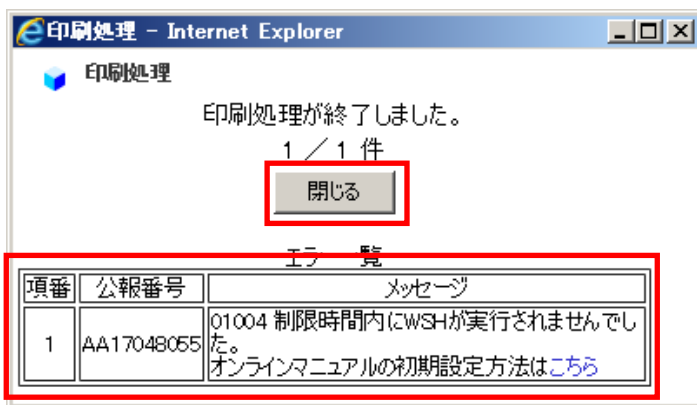 印刷処理 - Internet Explorer
印刷処理
印刷処理が終了しました。
1 ／ 1 件
閉じる
エラー一覧
項番 公報番号 メッセージ
1 AA17048055 01004 制限時間内にWSHが実行されませんでし
た。
オンラインマニュアルの初期設定方法はこちら